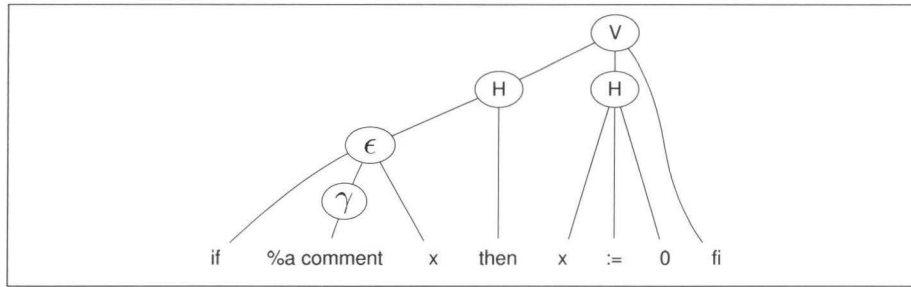 V
H H
ϵ
γ
if %a comment x then x := 0 fi